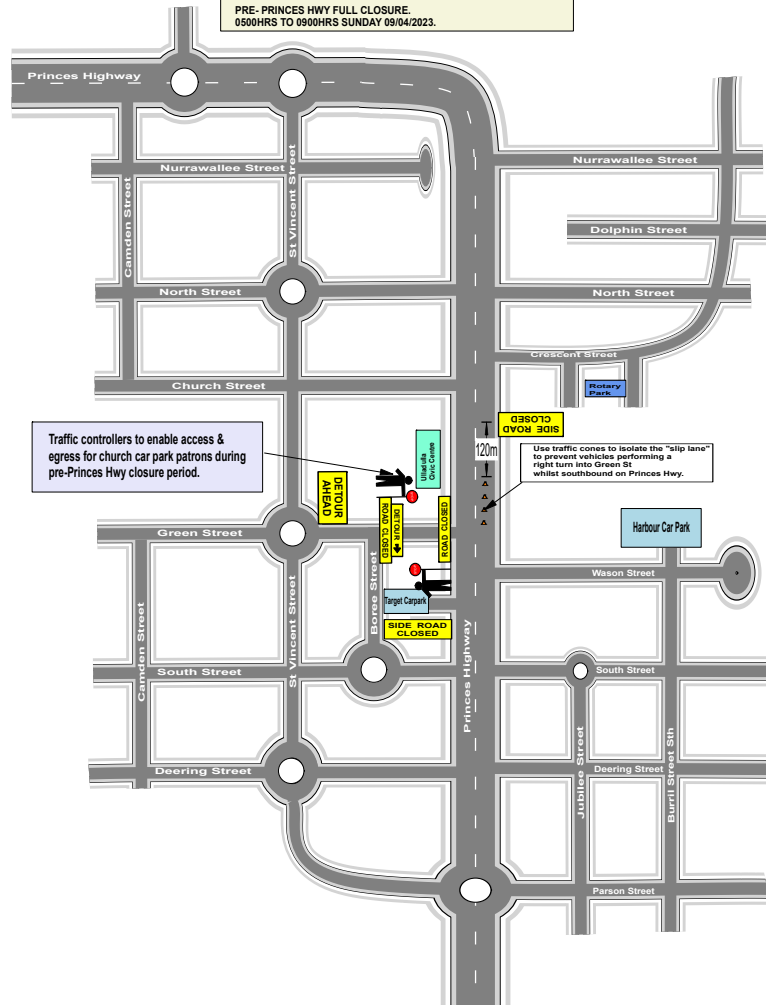 PRE- PRINCES HWY FULL CLOSURE.
0500HRS TO 0900HRS SUNDAY 09/04/2023.
Princes Highway
Nurrawallee Street
Nurrawallee Street
St Vincent Street
Camden Street
Dolphin Street
North Street
North Street
Crescent Street
Church Street
Rotary
Park
SIDE ROAD
CLOSED
120m
Traffic controllers to enable access &
egress for church car park patrons during
pre-Princes Hwy closure period.
Ulladulla
Civic Centre
Use traffic cones to isolate the "slip lane"
to prevent vehicles performing a
right turn into Green St
whilst southbound on Princes Hwy.
DETOUR
AHEAD
ROAD CLOSED
DETOUR
ROAD CLOSED
Harbour Car Park
Green Street
Wason Street
Boree Street
Target Carpark
SIDE ROAD
CLOSED
Camden Street
St Vincent Street
Princes Highway
South Street
South Street
Deering Street
Deering Street
Jubilee Street
Burril Street Sth
Parson Street